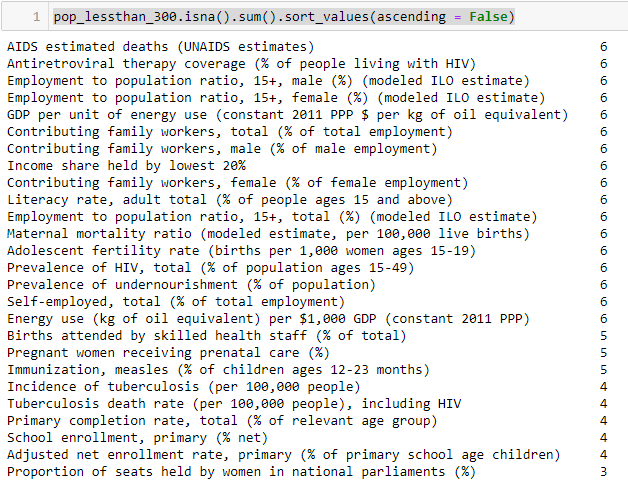 1 pop_lessthan_300.isna().sum().sort_values(ascending = False)
AIDS estimated deaths (UNAIDS estimates) 6
Antiretroviral therapy coverage (% of people living with HIV) 6
Employment to population ratio, 15+, male (%) (modeled ILO estimate) 6
Employment to population ratio, 15+, female (%) (modeled ILO estimate) 6
GDP per unit of energy use (constant 2011 PPP $ per kg of oil equivalent) 6
Contributing family workers, total (% of total employment) 6
Contributing family workers, male (% of male employment) 6
Income share held by lowest 20% 6
Contributing family workers, female (% of female employment) 6
Literacy rate, adult total (% of people ages 15 and above) 6
Employment to population ratio, 15+, total (%) (modeled ILO estimate) 6
Maternal mortality ratio (modeled estimate, per 100,000 live births) 6
Adolescent fertility rate (births per 1,000 women ages 15-19) 6
Prevalence of HIV, total (% of population ages 15-49) 6
Prevalence of undernourishment (% of population) 6
Self-employed, total (% of total employment) 6
Energy use (kg of oil equivalent) per $1,000 GDP (constant 2011 PPP) 6
Births attended by skilled health staff (% of total) 5
Pregnant women receiving prenatal care (%) 5
Immunization, measles (% of children ages 12-23 months) 5
Incidence of tuberculosis (per 100,000 people) 4
Tuberculosis death rate (per 100,000 people), including HIV 4
Primary completion rate, total (% of relevant age group) 4
School enrollment, primary (% net) 4
Adjusted net enrollment rate, primary (% of primary school age children) 4
Proportion of seats held by women in national parliaments (%) 3